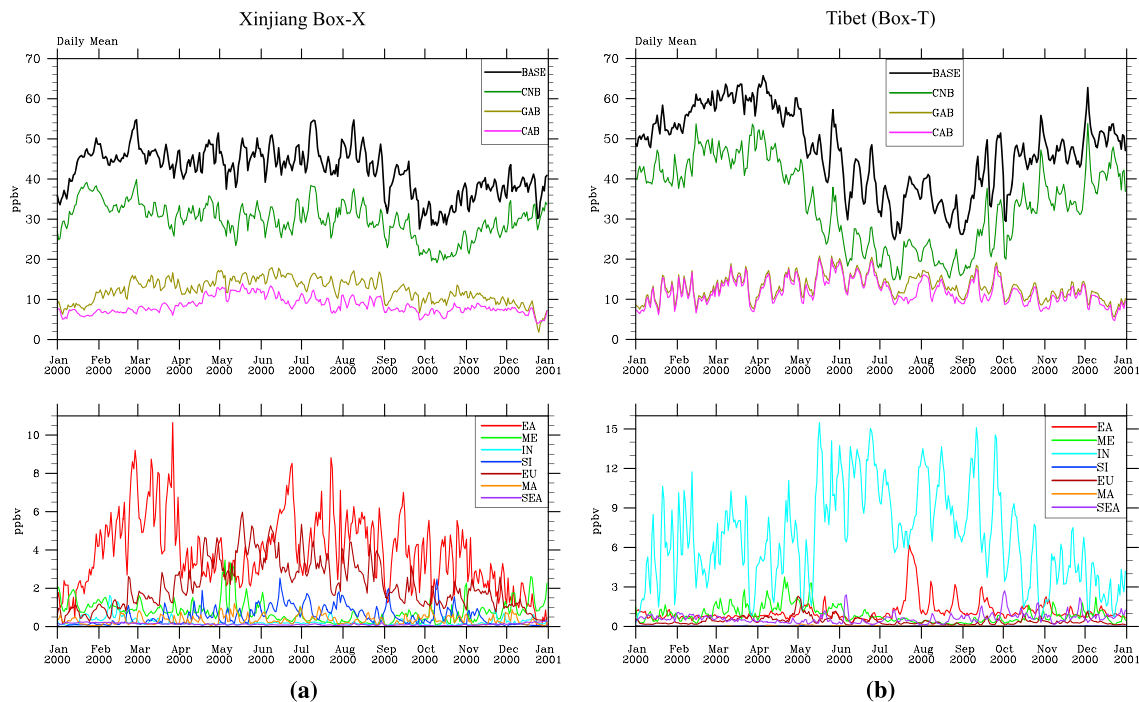 Xinjiang Box-X
Tibet (Box-T)
Daily Mean
70
60
50
40
30
20
10
0
ppbv
BASE
CNB
GAB
CAB
Jan Feb Mar Apr May Jun Jul Aug Sep Oct Nov Dec Jan
2000 2000 2000 2000 2000 2000 2000 2000 2000 2000 2000 2000 2001
Daily Mean
70
60
50
40
30
20
10
0
ppbv
BASE
CNB
GAB
CAB
Jan Feb Mar Apr May Jun Jul Aug Sep Oct Nov Dec Jan
2000 2000 2000 2000 2000 2000 2000 2000 2000 2000 2000 2000 2001
10
8
6
4
2
0
ppbv
EA
ME
IN
SI
EU
MA
SEA
Jan Feb Mar Apr May Jun Jul Aug Sep Oct Nov Dec Jan
2000 2000 2000 2000 2000 2000 2000 2000 2000 2000 2000 2000 2001
15
12
9
6
3
0
ppbv
EA
ME
IN
SI
EU
MA
SEA
Jan Feb Mar Apr May Jun Jul Aug Sep Oct Nov Dec Jan
2000 2000 2000 2000 2000 2000 2000 2000 2000 2000 2000 2000 2001
(a)
(b)